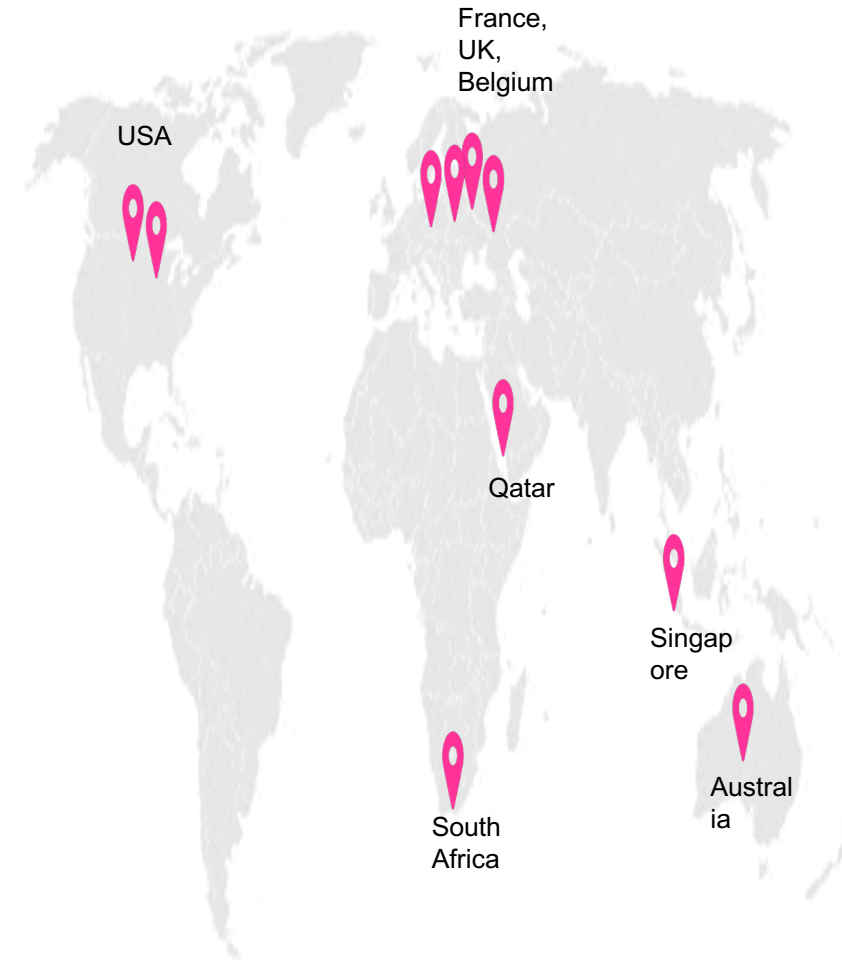 France,
UK,
Belgium
USA
Qatar
Singap
ore
Austral
ia
South
Africa